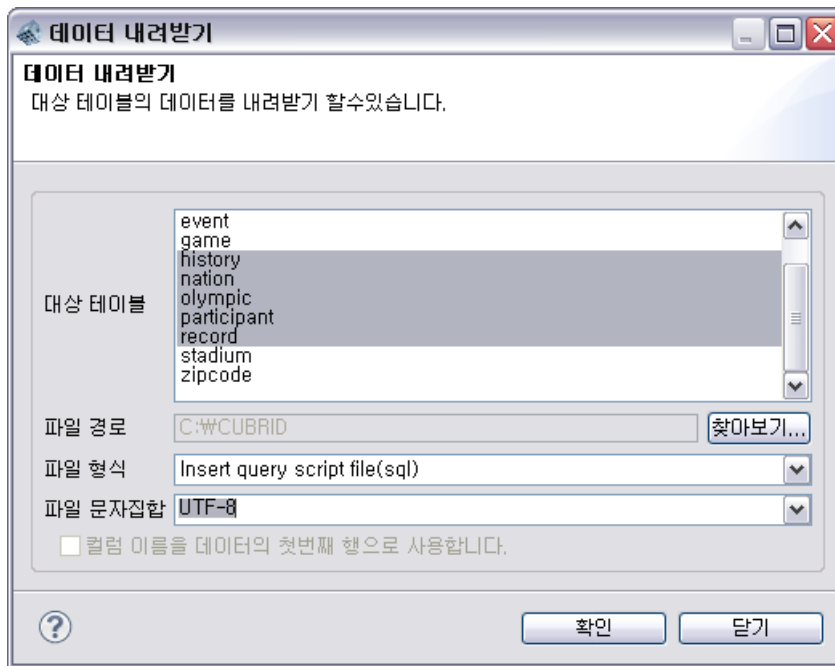 데이터 내려받기
데이터 내려받기
대상 테이블의 데이터를 내려받기 할수있습니다.
대상 테이블
event
game
history
nation
olympic
participant
record
stadium
zipcode
파일 경로 C:₩CUBRID 찾아보기...
파일 형식 Insert query script file(sql)
파일 문자집합 UTF-8
컬럼 이름을 데이터의 첫번째 행으로 사용합니다.
? 확인 닫기